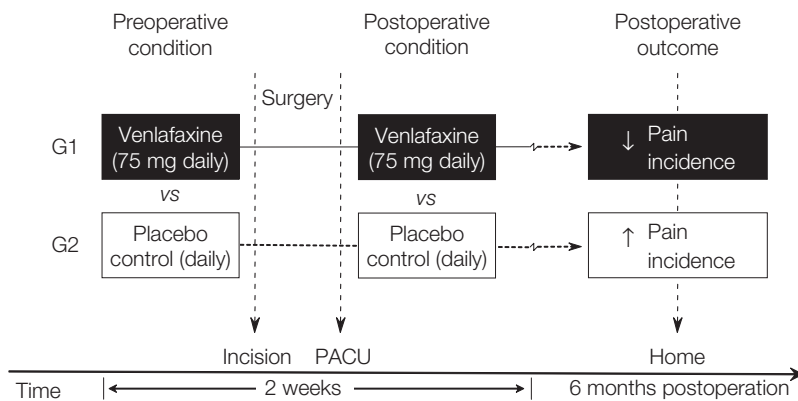 Preoperative
condition
Postoperative
condition
Postoperative
outcome
Surgery
G1
Venlafaxine
(75 mg daily)
Venlafaxine
(75 mg daily)
↓ Pain
incidence
vs
vs
G2
Placebo
control (daily)
Placebo
control (daily)
↑ Pain
incidence
Incision
PACU
Home
Time
2 weeks
6 months postoperation